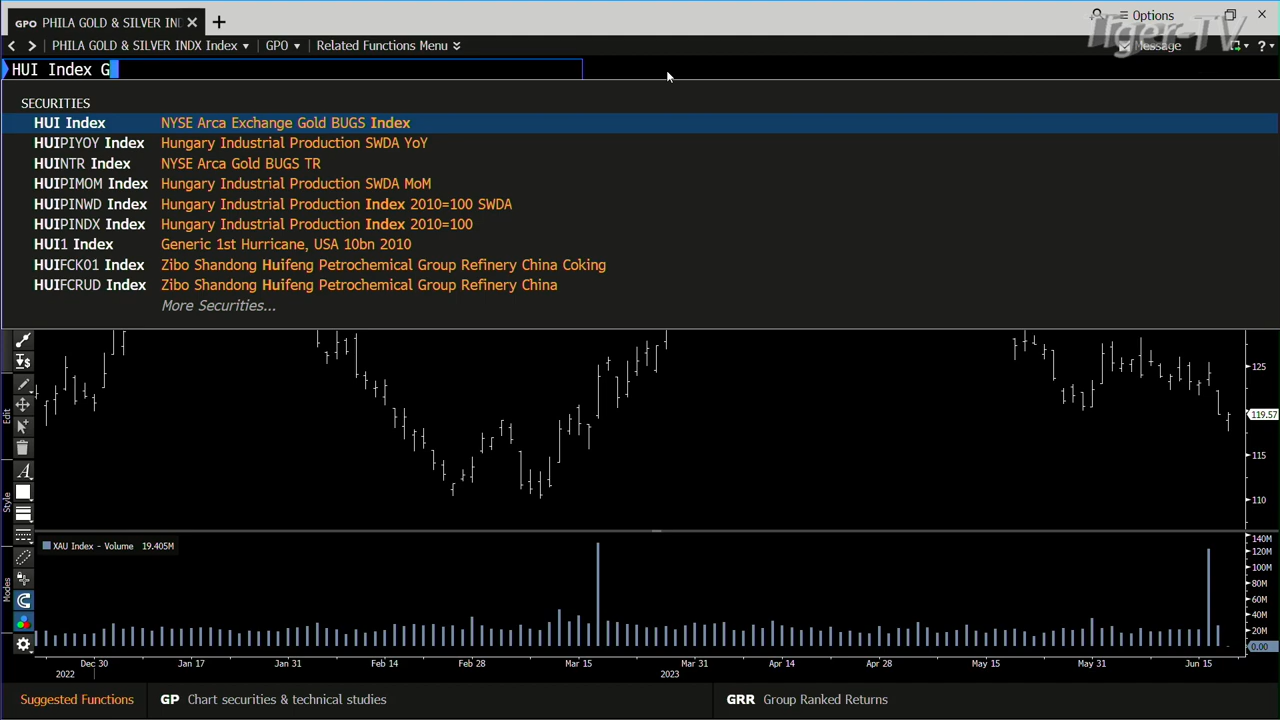 GPO PHILA GOLD & SILVER IND
Options
Tiger-TV
PHILA GOLD & SILVER INDX Index
GPO
Related Functions Menu
Message
HUI Index G
SECURITIES
HUI Index NYSE Arca Exchange Gold BUGS Index
HUIPIYOY Index Hungary Industrial Production SWDA YoY
HUINTR Index NYSE Arca Gold BUGS TR
HUIPIMOM Index Hungary Industrial Production SWDA MoM
HUIPINWD Index Hungary Industrial Production Index 2010=100 SWDA
HUIPINDX Index Hungary Industrial Production Index 2010=100
HUI1 Index Generic 1st Hurricane, USA 10bn 2010
HUIFCK01 Index Zibo Shandong Huifeng Petrochemical Group Refinery China Coking
HUIFCRUD Index Zibo Shandong Huifeng Petrochemical Group Refinery China
More Securities...
125
119.57
115
110
Edit
Style
Modes
XAU Index - Volume 19.405M
140M
120M
100M
80M
60M
40M
20M
0.00
Dec 30 Jan 17 Jan 31 Feb 14 Feb 28 Mar 15 Mar 31 Apr 14 Apr 28 May 15 May 31 Jun 15
2022 2023
Suggested Functions GP Chart securities & technical studies GRR Group Ranked Returns